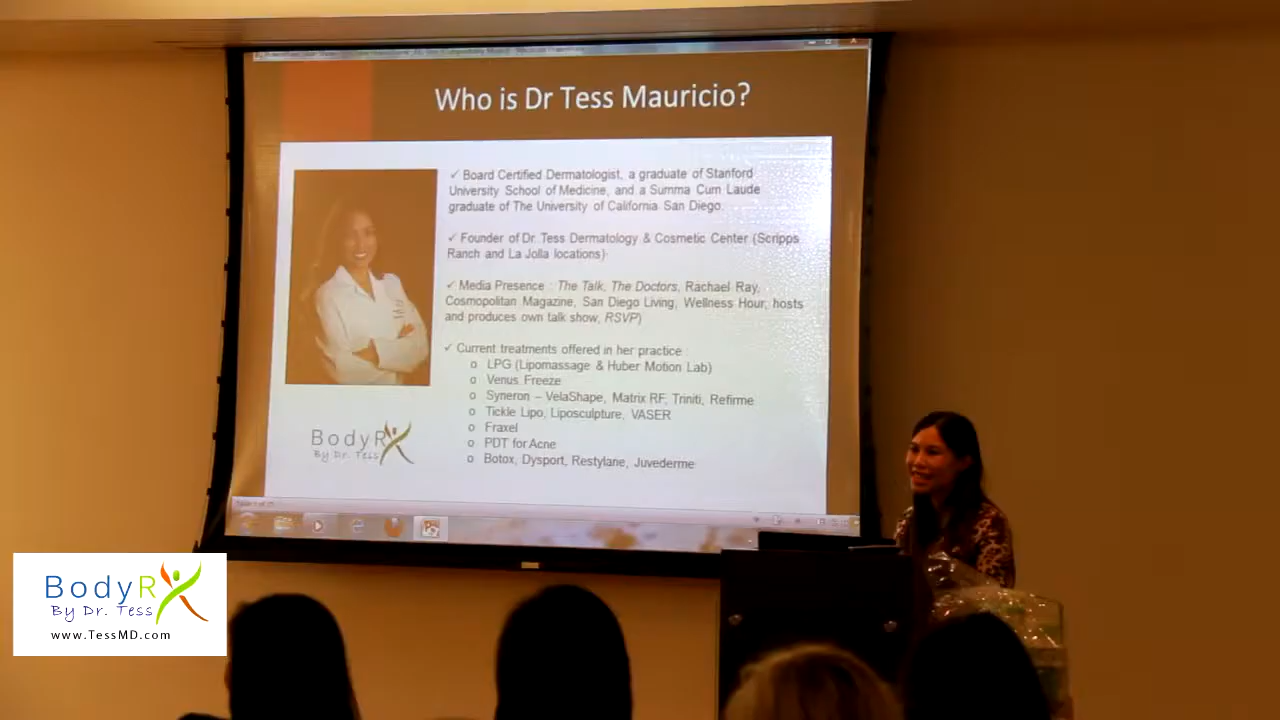 Who is Dr Tess Mauricio?
✓ Board Certified Dermatologist, a graduate of Stanford
University School of Medicine, and a Summa Cum Laude
graduate of The University of California San Diego.
✓ Founder of Dr. Tess Dermatology & Cosmetic Center (Scripps
Ranch and La Jolla locations)
✓ Media Presence : The Talk, The Doctors, Rachael Ray,
Cosmopolitan Magazine, San Diego Living, Wellness Hour, hosts
and produces own talk show, RSVP)
✓ Current treatments offered in her practice
o LPG (Lipomassage & Huber Motion Lab)
o Venus Freeze
o Syneron – VelaShape, Matrix RF, Triniti, Refirme
o Tickle Lipo, Liposculpture, VASER
o Fraxel
o PDT for Acne
o Botox, Dysport, Restylane, Juvederme
BodyRX
By Dr. Tess
BodyRX
By Dr. Tess
www.TessMD.com